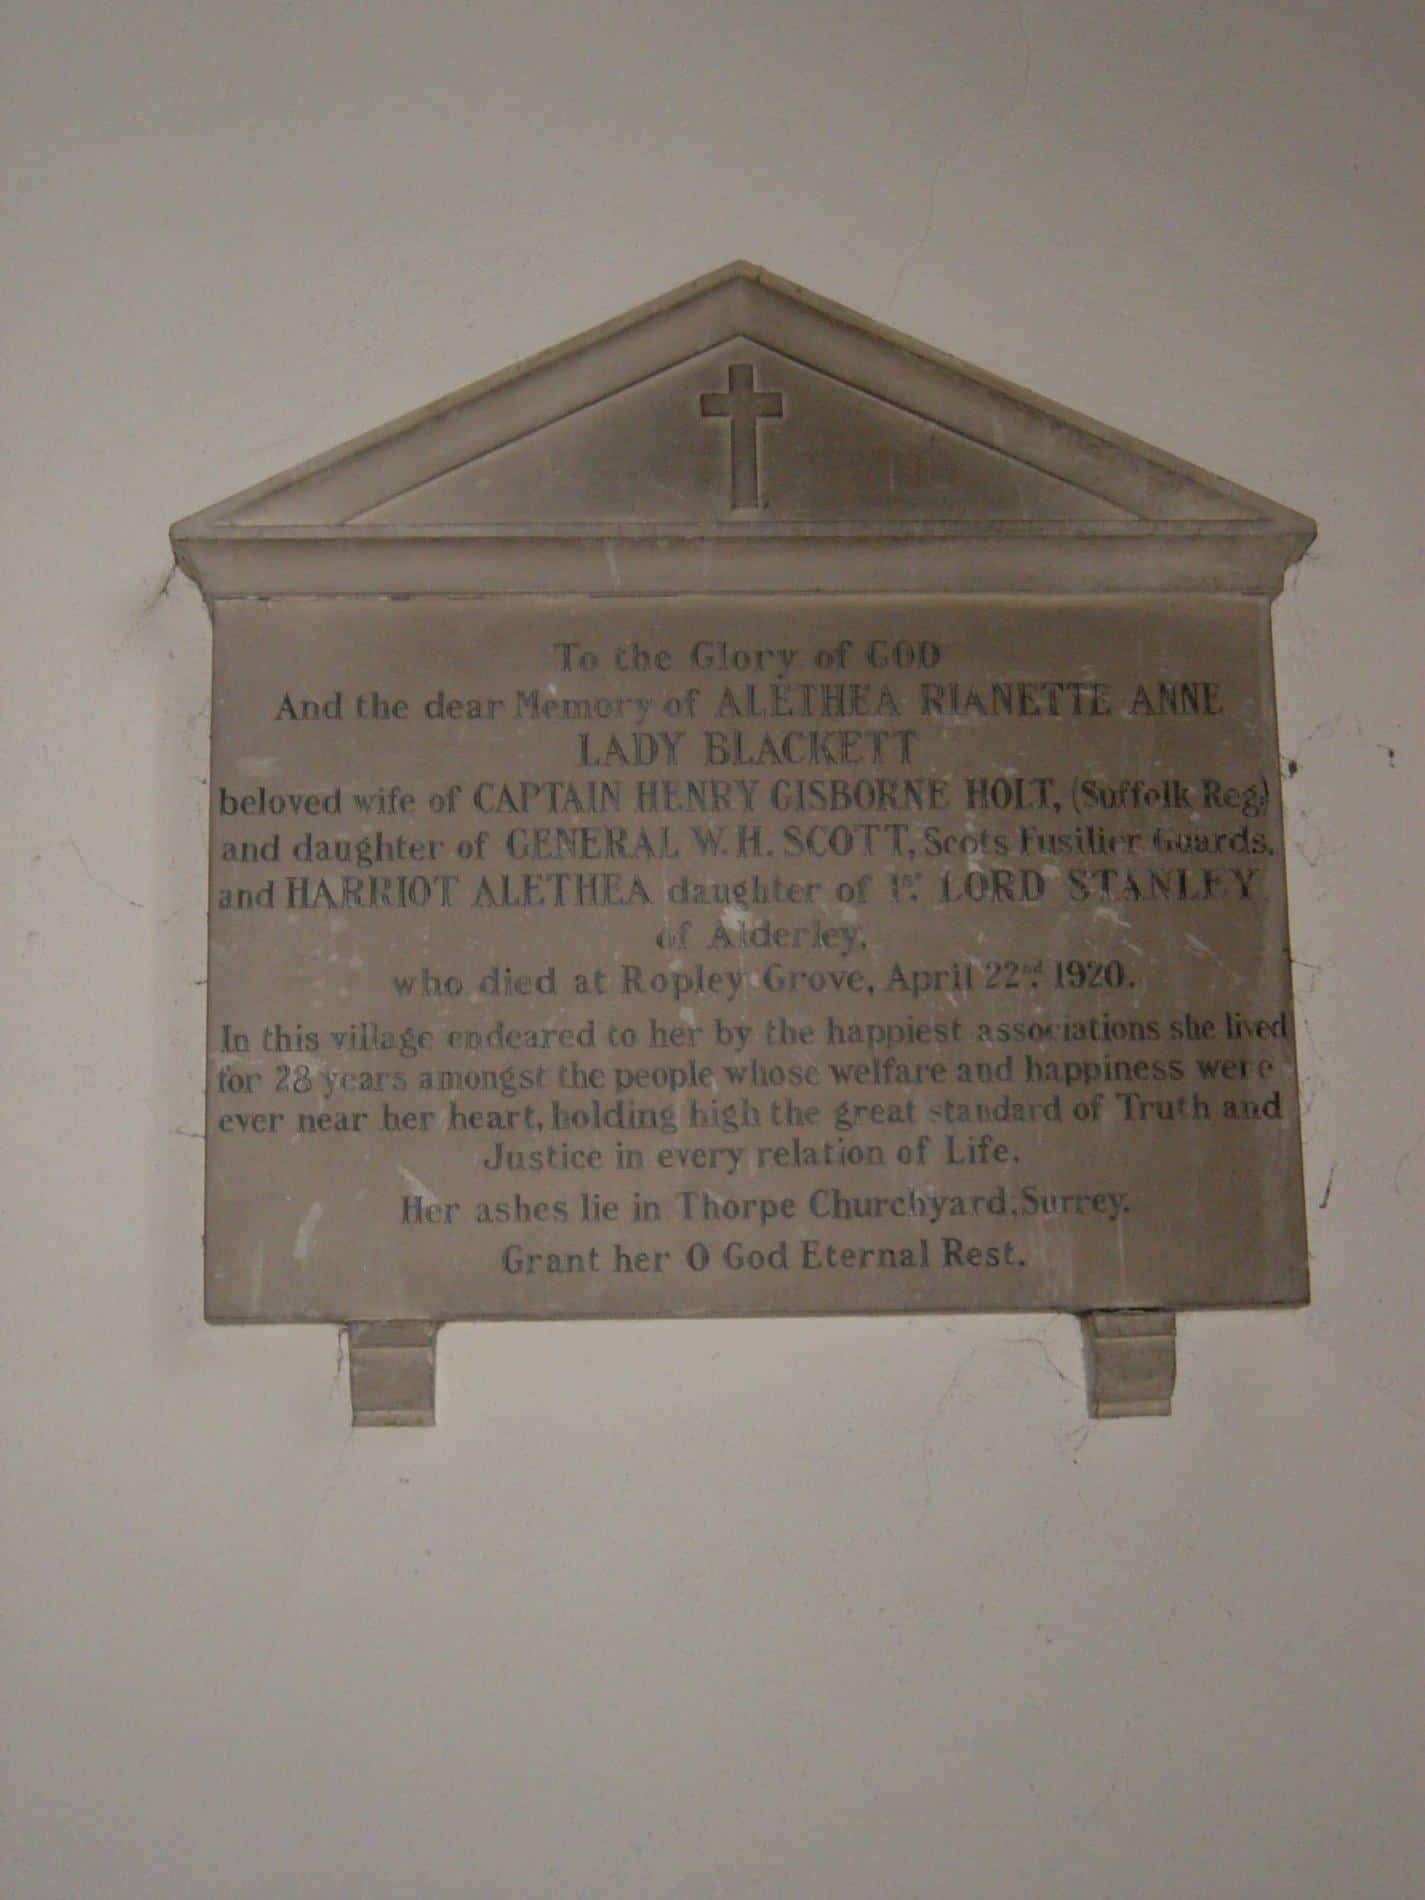 To the Glory of GOD
And the dear Memory of ALETHEA RIANETTE ANNE
LADY BLACKETT
beloved wife of CAPTAIN HENRY GISBORNE HOLT, (Suffolk Reg.)
and daughter of GENERAL W.H. SCOTT, Scots Fusilier Guards,
and HARRIOT ALETHEA daughter of 1st. LORD STANLEY
of Alderley,
who died at Ropley Grove, April 22nd. 1920.
In this village endeared to her by the happiest associations she lived
for 28 years amongst the people whose welfare and happiness were
ever near her heart, holding high the great standard of Truth and
Justice in every relation of Life.
Her ashes lie in Thorpe Churchyard, Surrey.
Grant her O God Eternal Rest.